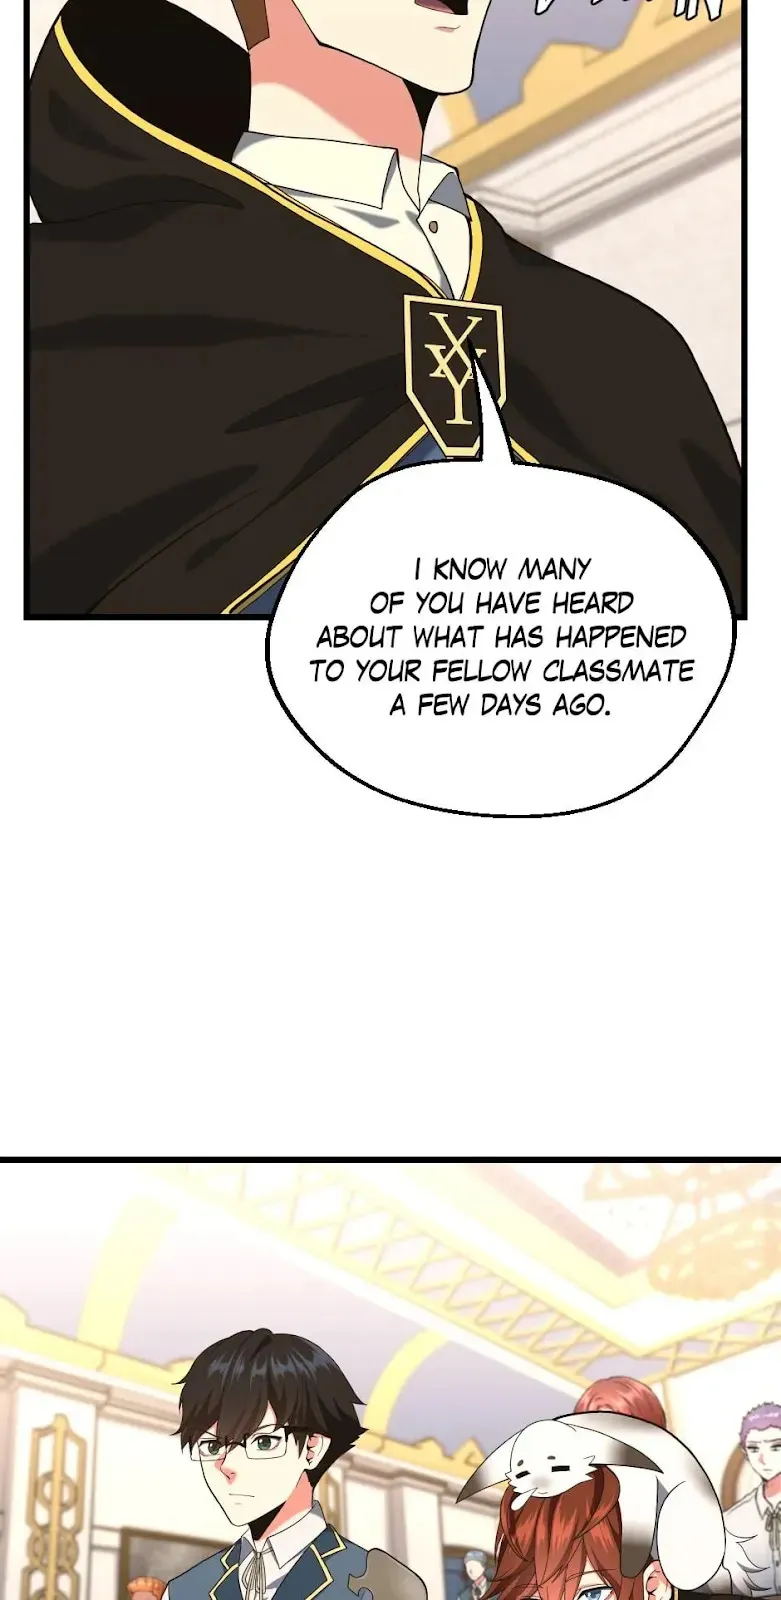 I KNOW MANY
OF YOU HAVE HEARD
ABOUT WHAT HAS HAPPENED
TO YOUR FELLOW CLASSMATE
A FEW DAYS AGO.